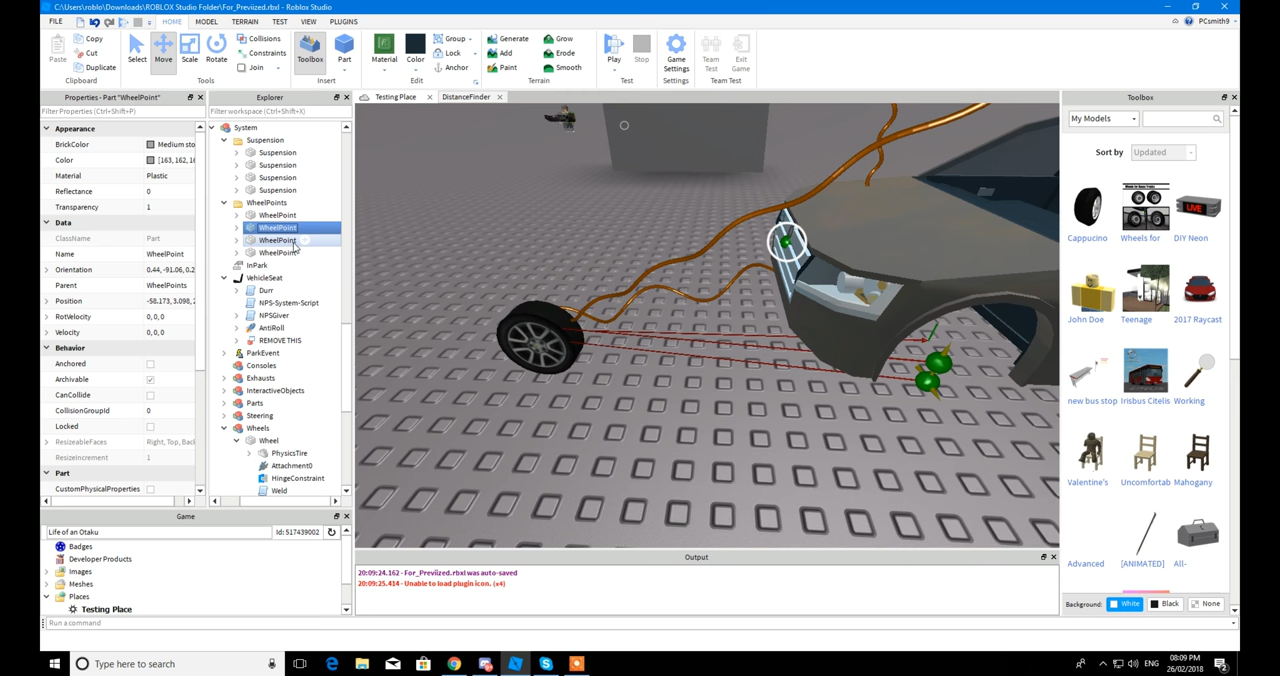 C:\Users\roblo\Downloads\ROBLOX Studio Folder\For_Previized.rbxl - Roblox Studio
FILE HOME MODEL TERRAIN TEST VIEW PLUGINS PCsmith9
Paste Copy Cut Duplicate Select Move Scale Rotate Collisions Constraints Join Toolbox Part Material Color Group Lock Anchor Generate Add Paint Grow Erode Smooth Play Stop Game Settings Team Test Exit Game
Clipboard Tools Insert Edit Terrain Test Settings Team Test
Properties - Part "WheelPoint"
Filter Properties (Ctrl+Shift+P)
Appearance
BrickColor Medium sto
Color [163, 162, 16
Material Plastic
Reflectance 0
Transparency 1
Data
ClassName Part
Name WheelPoint
Orientation 0.44, -91.06, 0.2
Parent WheelPoints
Position -58.173, 3.098, 2
RotVelocity 0, 0, 0
Velocity 0, 0, 0
Behavior
Anchored
Archivable
CanCollide
CollisionGroupId 0
Locked
ResizeableFaces Right, Top, Back
ResizeIncrement 1
Part
CustomPhysicalProperties
Explorer
Filter workspace (Ctrl+Shift+X)
System
Suspension
Suspension
Suspension
Suspension
Suspension
WheelPoints
WheelPoint
WheelPoint
WheelPoint
WheelPoint
InPark
VehicleSeat
Durr
NPS-System-Script
NPSGiver
AntiRoll
REMOVE THIS
ParkEvent
Consoles
Exhausts
InteractiveObjects
Parts
Steering
Wheels
Wheel
PhysicsTire
Attachment0
HingeConstraint
Weld
Testing Place DistanceFinder
Toolbox
My Models
Sort by Updated
LIVE
Cappucino Wheels for DIY Neon
John Doe Teenage 2017 Raycast
new bus stop Irisbus Citelis Working
Valentine's Uncomfortab Mahogany
Advanced [ANIMATED] All-
Background: White Black None
Game
Life of an Otaku Id: 517439002
Badges
Developer Products
Images
Meshes
Places
Testing Place
Output
20:09:24.162 - For_Previized.rbxl was auto-saved
20:09:25.414 - Unable to load plugin icon. (x4)
Run a command
Type here to search
ENG 08:09 PM
26/02/2018